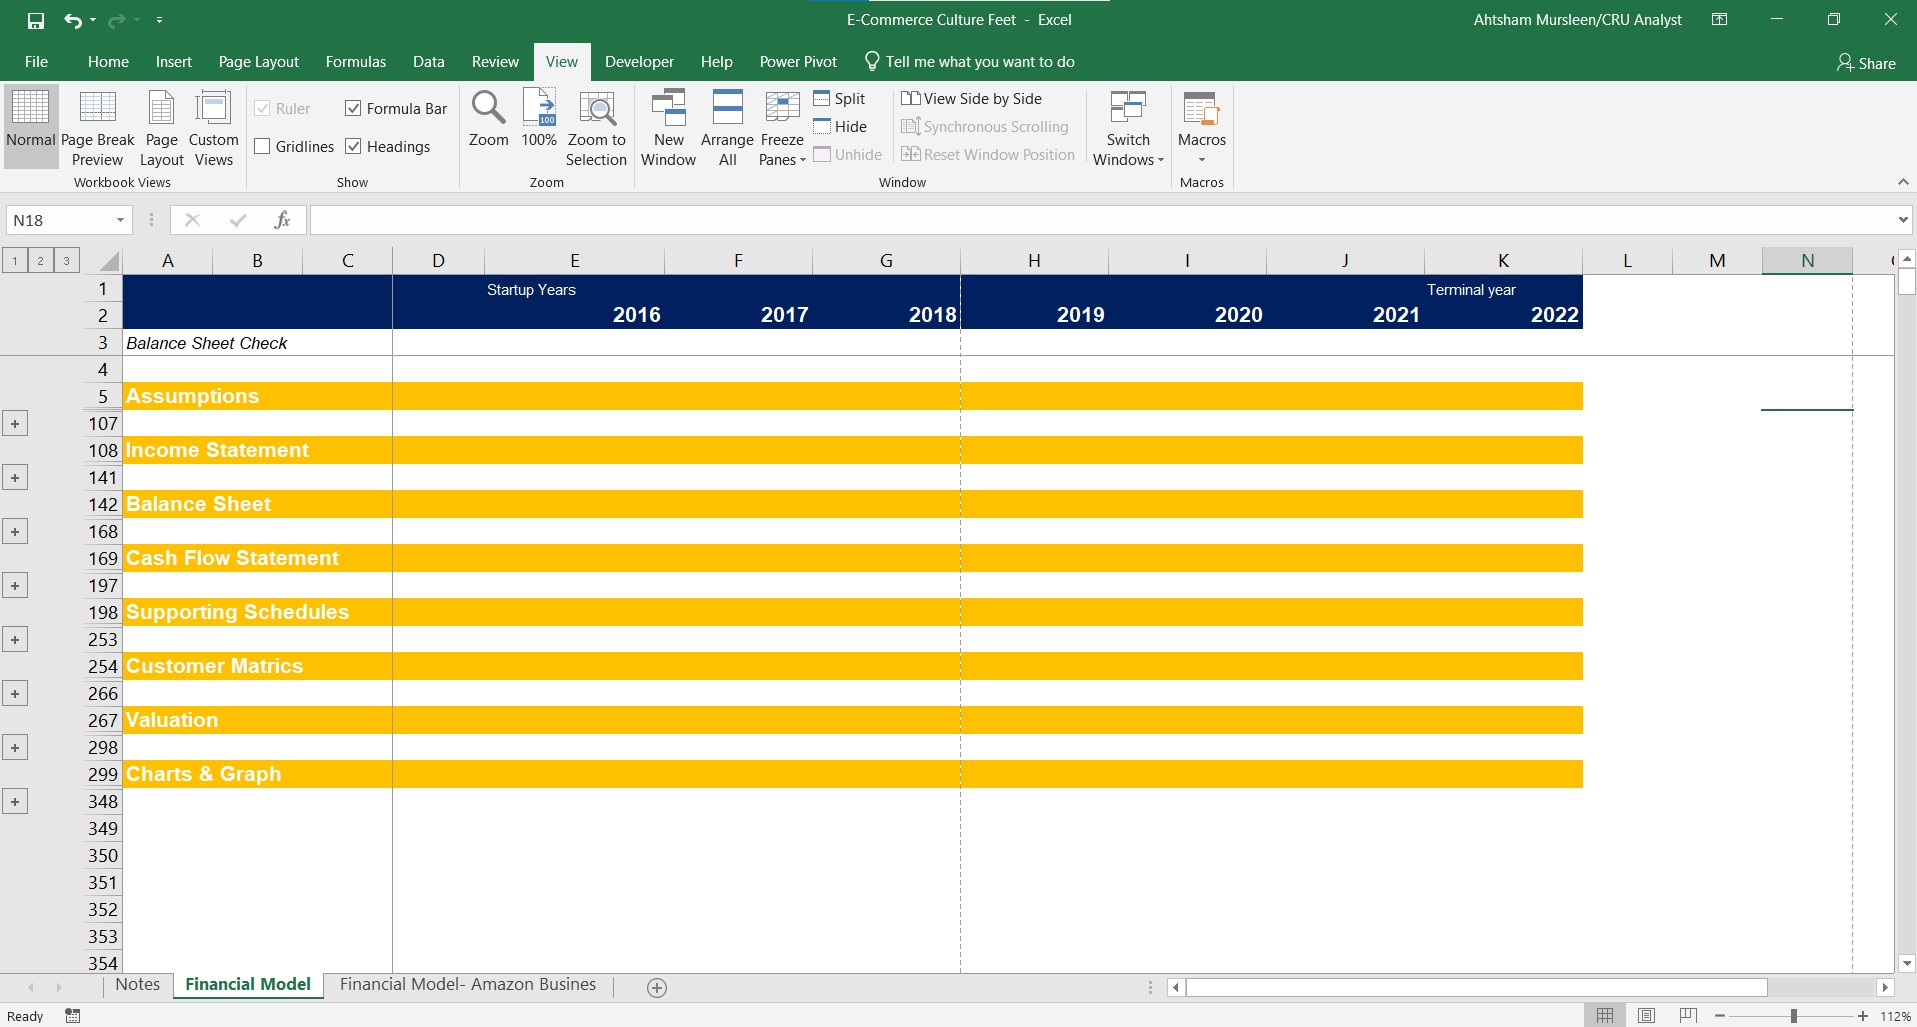 E-Commerce Culture Feet - Excel
Ahtsham Mursleen/CRU Analyst
File Home Insert Page Layout Formulas Data Review View Developer Help Power Pivot Tell me what you want to do Share
Normal
Page Break Preview
Page Layout
Custom Views
Workbook Views
Ruler
Formula Bar
Gridlines
Headings
Show
Zoom
100
100%
Zoom to Selection
Zoom
New Window
Arrange All
Freeze Panes
Split
Hide
Unhide
View Side by Side
Synchronous Scrolling
Reset Window Position
Window
Switch Windows
Macros
Macros
N18
fx
1 2 3
A B C D E F G H I J K L M N
1 Startup Years Terminal year
2 2016 2017 2018 2019 2020 2021 2022
3 Balance Sheet Check
4
5 Assumptions
107
108 Income Statement
141
142 Balance Sheet
168
169 Cash Flow Statement
197
198 Supporting Schedules
253
254 Customer Matrics
266
267 Valuation
298
299 Charts & Graph
348
349
350
351
352
353
354
Notes Financial Model Financial Model- Amazon Busines
Ready
112%